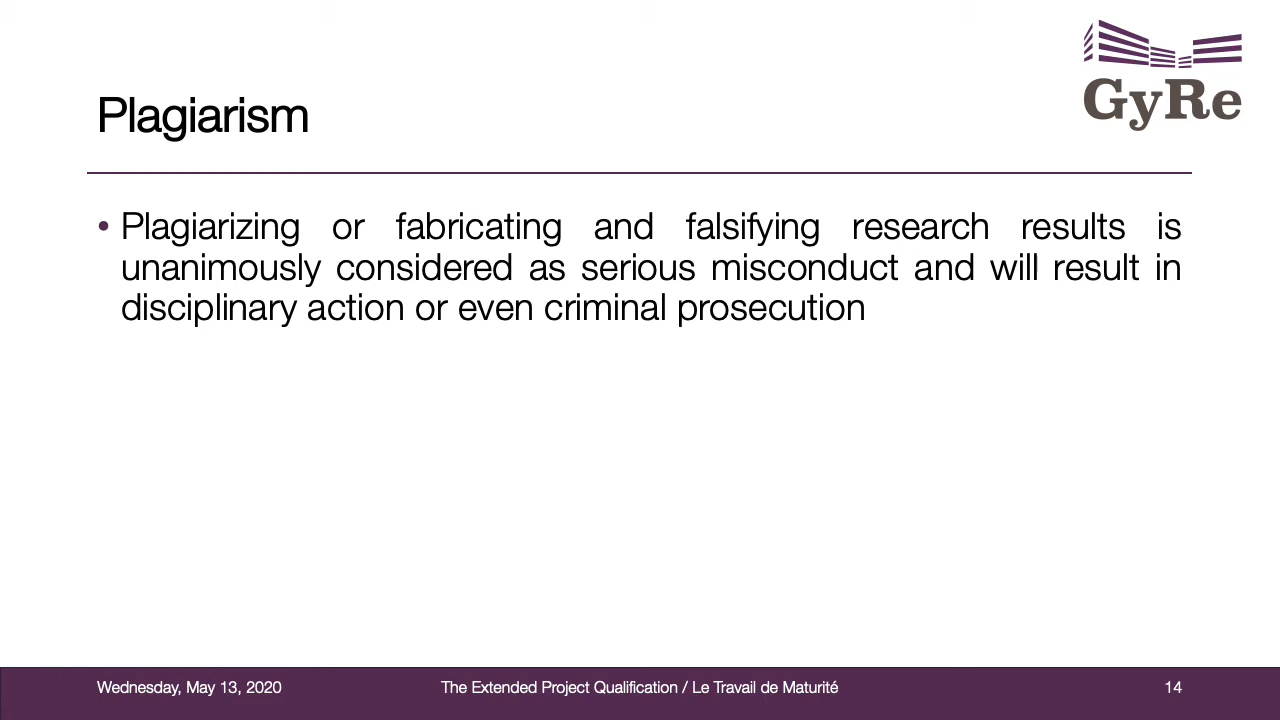 GyRe
Plagiarism
• Plagiarizing or fabricating and falsifying research results is
unanimously considered as serious misconduct and will result in
disciplinary action or even criminal prosecution
Wednesday, May 13, 2020
The Extended Project Qualification / Le Travail de Maturité
14